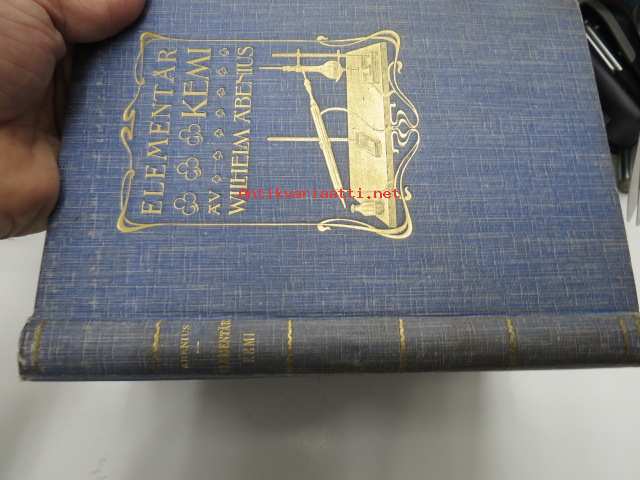 ELEMENTÄR
KEMI
AV
WILHELM ABENIUS
antikvariaatti.net
ABENIUS
ELEMENTÄR
KEMI